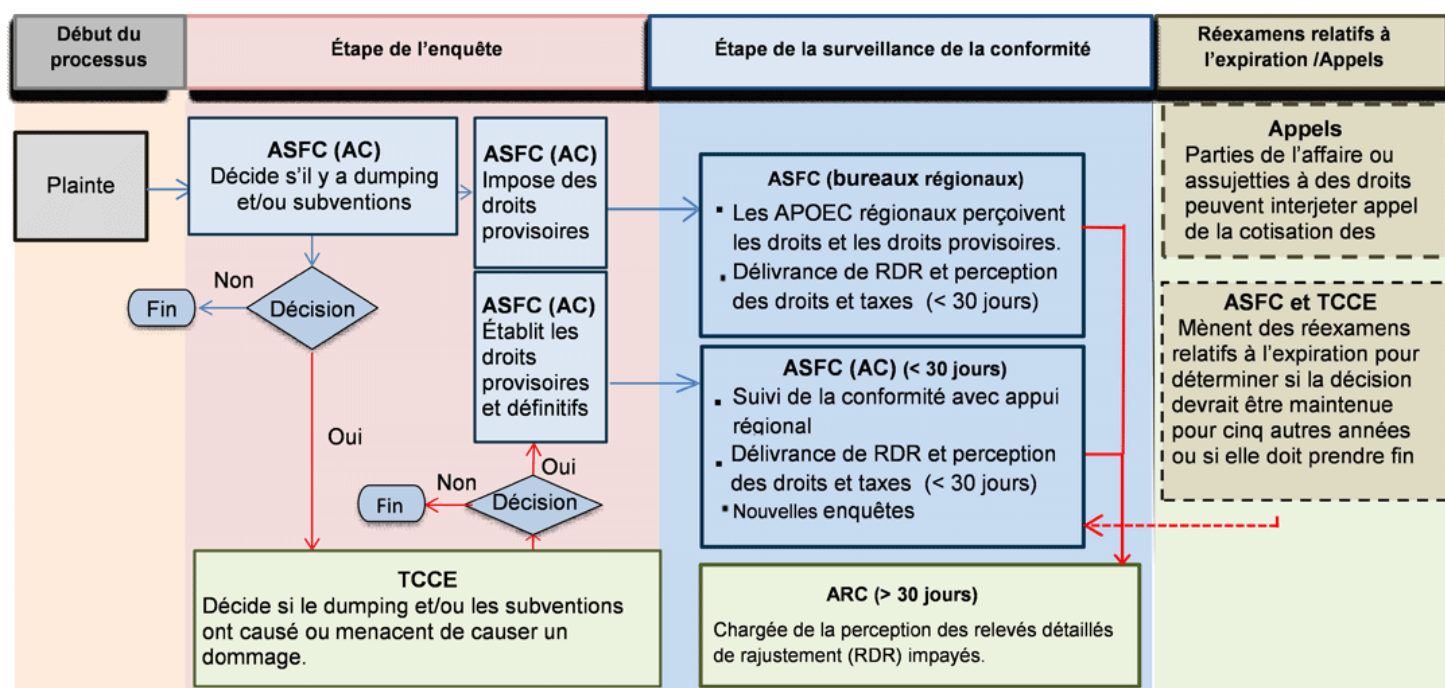 Début du
processus
Étape de l'enquête
Étape de la surveillance de la conformité
Réexamens relatifs à
l'expiration /Appels
Plainte
ASFC (AC)
Décide s'il y a dumping
et/ou subventions
Non
Fin
Décision
Oui
ASFC (AC)
Impose des
droits
provisoires
ASFC (AC)
Établit les
droits
provisoires
et définitifs
Oui
Non
Fin
Décision
TCCE
Décide si le dumping et/ou les subventions
ont causé ou menacent de causer un
dommage.
ASFC (bureaux régionaux)
▪ Les APOEC régionaux perçoivent
les droits et les droits provisoires.
▪ Délivrance de RDR et perception
des droits et taxes (< 30 jours)
ASFC (AC) (< 30 jours)
▪ Suivi de la conformité avec appui
régional
▪ Délivrance de RDR et perception
des droits et taxes (< 30 jours)
▪ Nouvelles enquêtes
ARC (> 30 jours)
Chargée de la perception des relevés détaillés
de rajustement (RDR) impayés.
Appels
Parties de l'affaire ou
assujetties à des droits
peuvent interjeter appel
de la cotisation des
ASFC et TCCE
Mènent des réexamens
relatifs à l'expiration pour
déterminer si la décision
devrait être maintenue
pour cinq autres années
ou si elle doit prendre fin